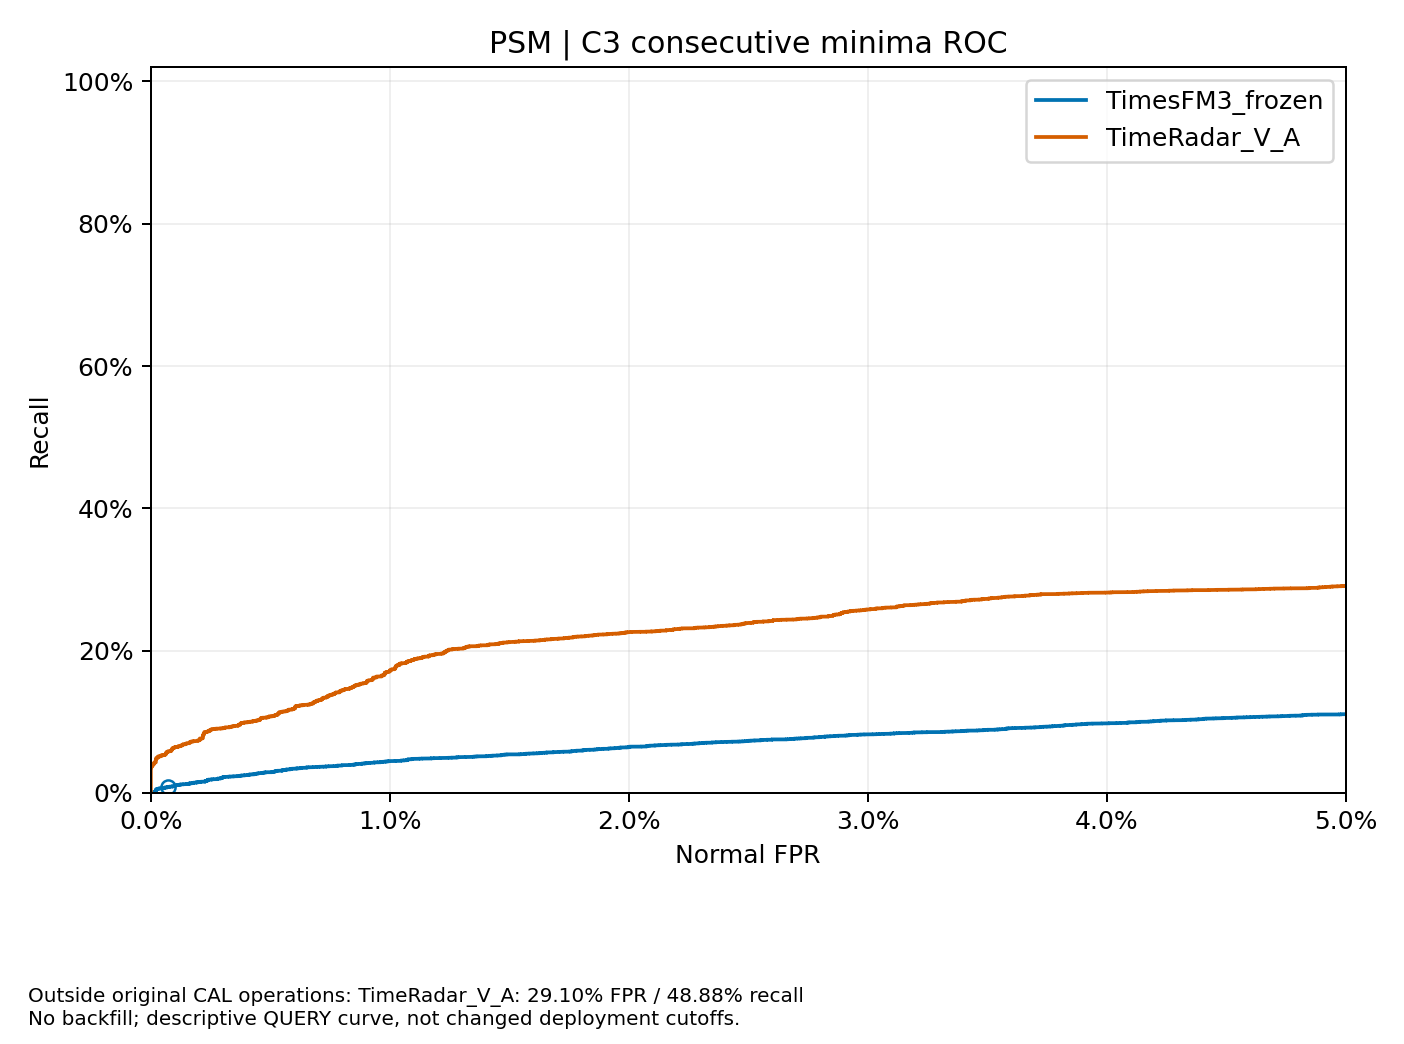 PSM | C3 consecutive minima ROC
TimesFM3_frozen
TimeRadar_V_A
100%
80%
60%
40%
20%
0%
Recall
0.0%
1.0%
2.0%
3.0%
4.0%
5.0%
Normal FPR
Outside original CAL operations: TimeRadar_V_A: 29.10% FPR / 48.88% recall
No backfill; descriptive QUERY curve, not changed deployment cutoffs.